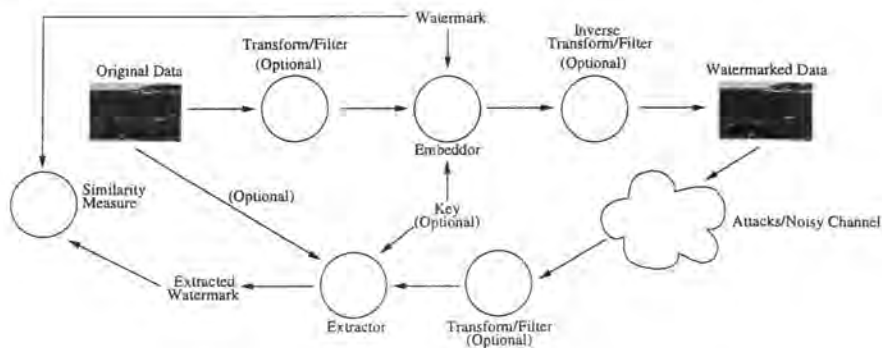 Watermark
Inverse
Transform/Filter
(Optional)
Transform/Filter
(Optional)
Original Data
Watermarked Data
Embeddor
Similarity
Measure
(Optional)
Key
(Optional)
Attacks/Noisy Channel
Extracted
Watermark
Extractor
Transform/Filter
(Optional)